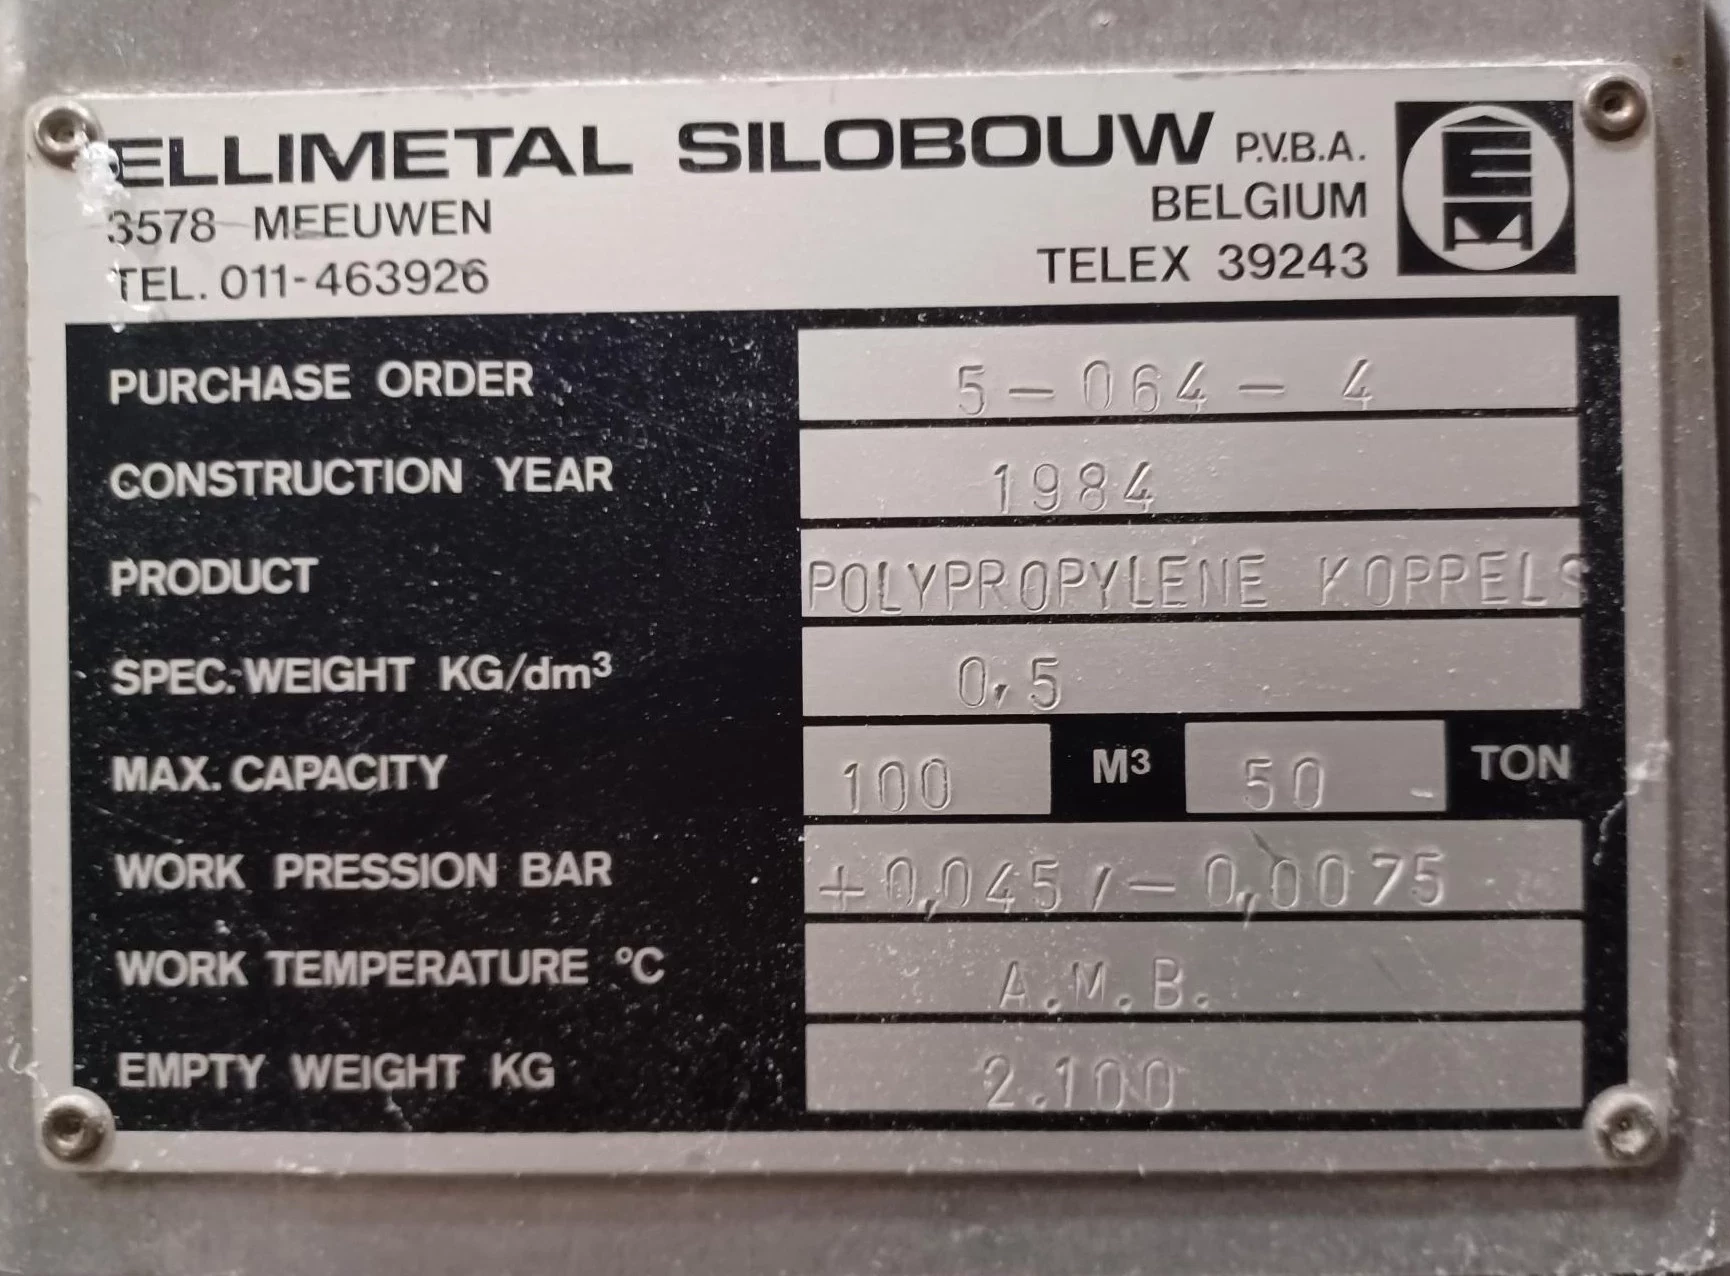 ELLIMETAL SILOBOUW P.V.B.A.
3578 MEEUWEN BELGIUM
TEL. 011-463926 TELEX 39243
EM
PURCHASE ORDER 5-064-4
CONSTRUCTION YEAR 1984
PRODUCT POLYPROPYLENE KORRELS
SPEC. WEIGHT KG/dm³ 0,5
MAX. CAPACITY 100 M³ 50 TON
WORK PRESSION BAR +0,045/-0,0075
WORK TEMPERATURE °C A.M.B.
EMPTY WEIGHT KG 2.100